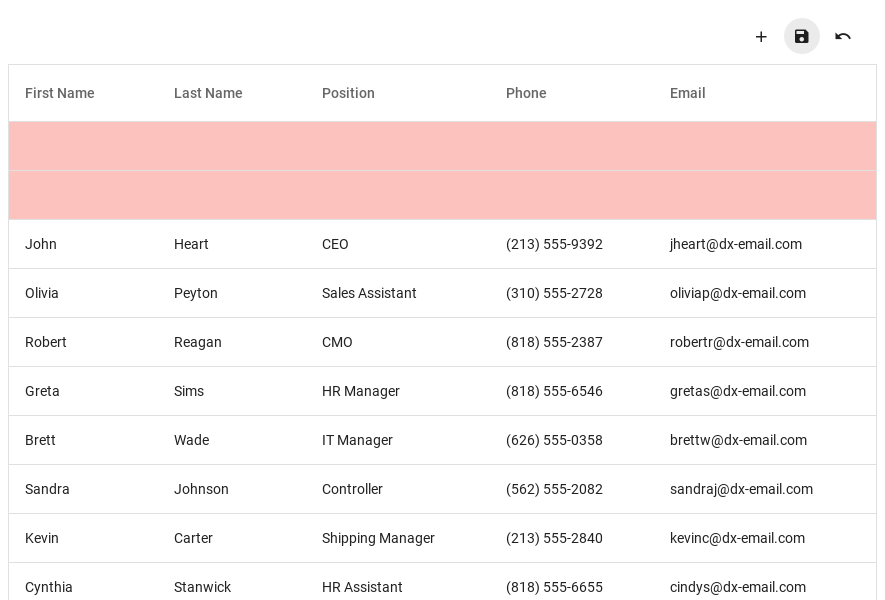 First Name Last Name Position Phone Email
John Heart CEO (213) 555-9392 jheart@dx-email.com
Olivia Peyton Sales Assistant (310) 555-2728 oliviap@dx-email.com
Robert Reagan CMO (818) 555-2387 robertr@dx-email.com
Greta Sims HR Manager (818) 555-6546 gretas@dx-email.com
Brett Wade IT Manager (626) 555-0358 brettw@dx-email.com
Sandra Johnson Controller (562) 555-2082 sandraj@dx-email.com
Kevin Carter Shipping Manager (213) 555-2840 kevinc@dx-email.com
Cynthia Stanwick HR Assistant (818) 555-6655 cindys@dx-email.com